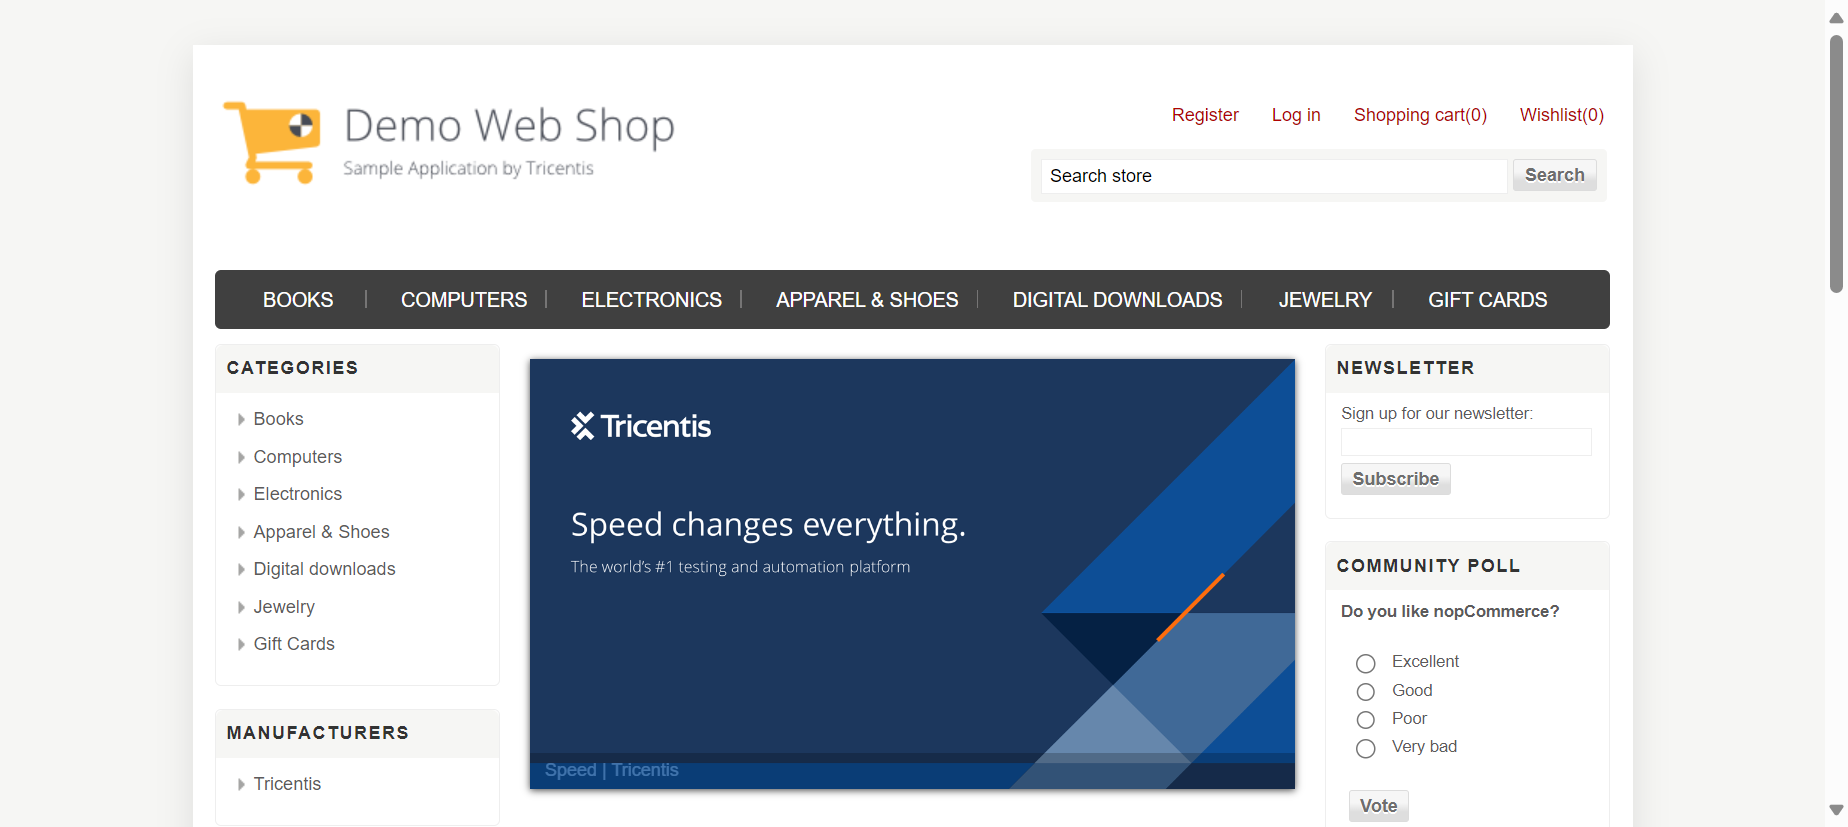 Demo Web Shop
Sample Application by Tricentis
Register Log in Shopping cart(0) Wishlist(0)
Search store Search
BOOKS COMPUTERS ELECTRONICS APPAREL & SHOES DIGITAL DOWNLOADS JEWELRY GIFT CARDS
CATEGORIES
Books
Computers
Electronics
Apparel & Shoes
Digital downloads
Jewelry
Gift Cards
MANUFACTURERS
Tricentis
Tricentis
Speed changes everything.
The world's #1 testing and automation platform
Speed | Tricentis
NEWSLETTER
Sign up for our newsletter:
Subscribe
COMMUNITY POLL
Do you like nopCommerce?
Excellent
Good
Poor
Very bad
Vote